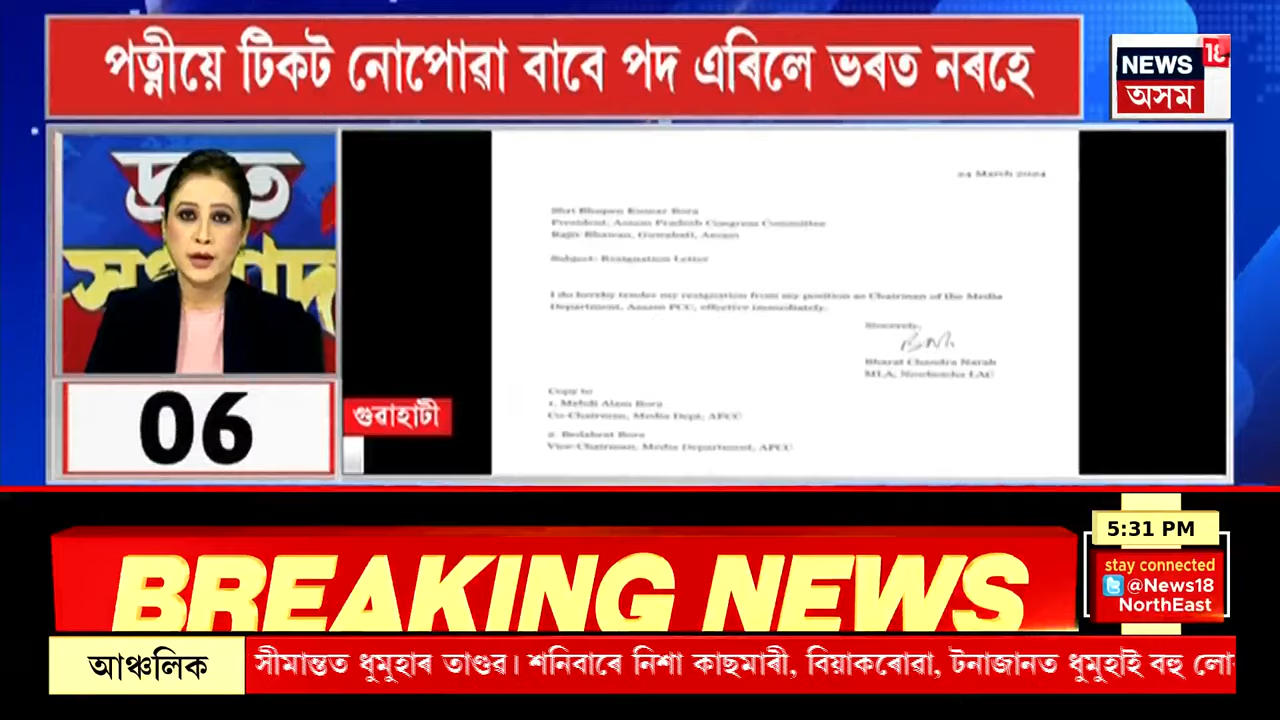 পত্নীয়ে টিকট নোপোৱা বাবে পদ এৰিলে ভৰত নৰহে
NEWS 18
অসম
দ্ৰুত
সংবাদ
24 March 2024
Shri Bhupen Kumar Bora
President, Assam Pradesh Congress Committee
Rajiv Bhawan, Guwahati, Assam
Subject: Resignation Letter
I do hereby tender my resignation from my position as Chairman of the Media
Department, Assam PCC, effective immediately.
Sincerely,
Bharat Chandra Narah
MLA, Nowboicha LAC
Copy to
1. Mehdi Alam Bora
Co-Chairman, Media Dept, APCC
2. Bedabrat Bora
Vice-Chairman, Media Department, APCC
06
গুৱাহাটী
BREAKING NEWS
5:31 PM
stay connected
@News18
NorthEast
আঞ্চলিক
সীমান্তত ধুমুহাৰ তাণ্ডৱ। শনিবাৰে নিশা কাছমাৰী, বিয়াকৰোৱা, টনাজানত ধুমুহাই বহু